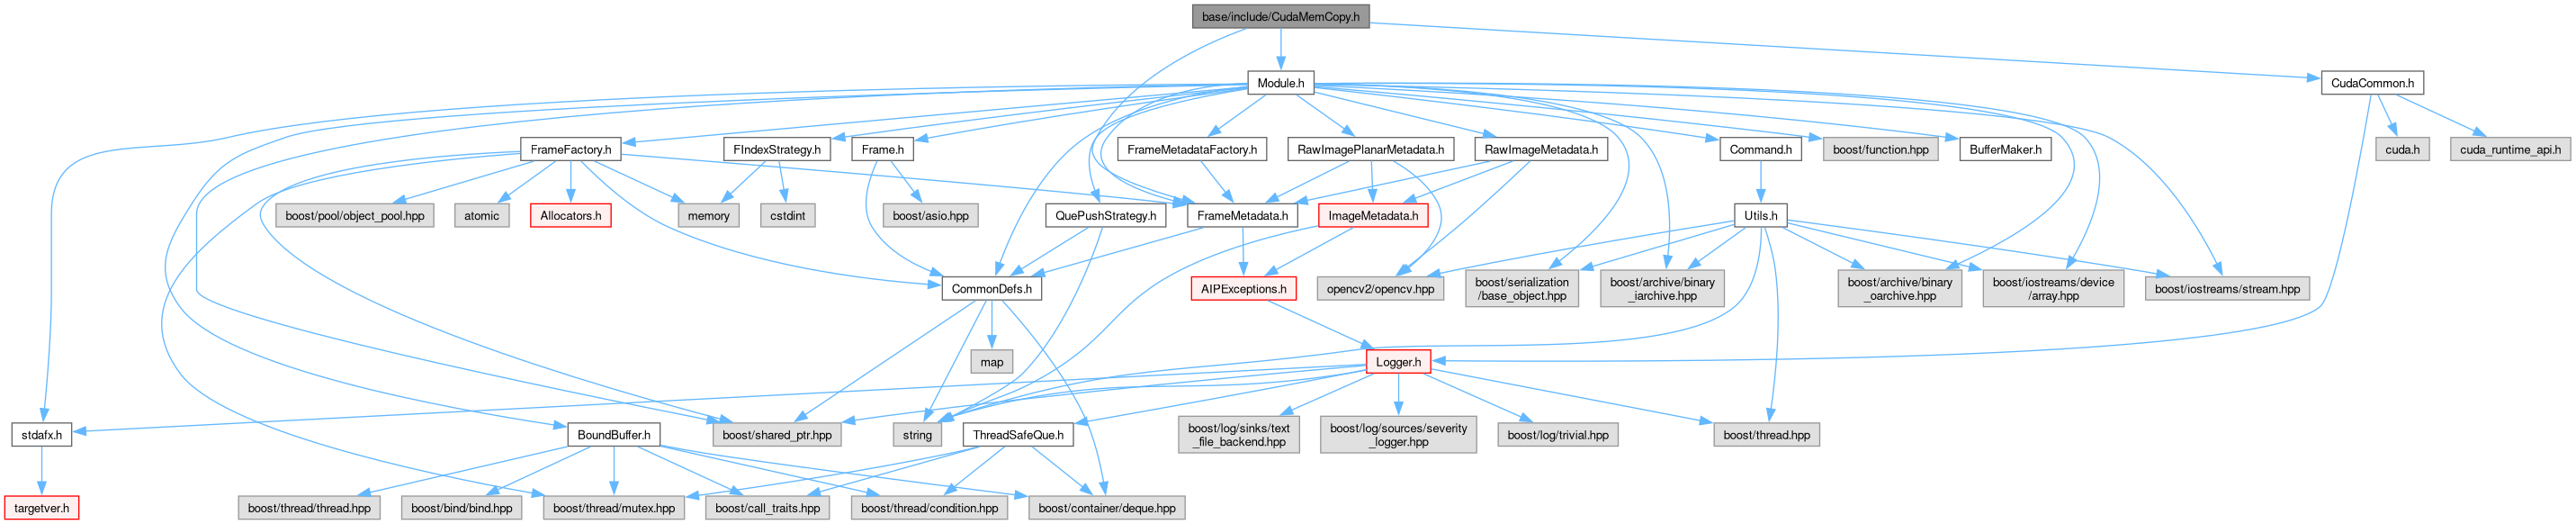 base/include/CudaMemCopy.h
Module.h
CudaCommon.h
FrameFactory.h
FIndexStrategy.h
Frame.h
FrameMetadataFactory.h
RawImagePlanarMetadata.h
RawImageMetadata.h
Command.h
boost/function.hpp
BufferMaker.h
cuda.h
cuda_runtime_api.h
boost/pool/object_pool.hpp
atomic
Allocators.h
memory
cstdint
boost/asio.hpp
QuePushStrategy.h
FrameMetadata.h
ImageMetadata.h
Utils.h
CommonDefs.h
AIPExceptions.h
opencv2/opencv.hpp
boost/serialization
/base_object.hpp
boost/archive/binary
_iarchive.hpp
boost/archive/binary
_oarchive.hpp
boost/iostreams/device
/array.hpp
boost/iostreams/stream.hpp
map
Logger.h
stdafx.h
BoundBuffer.h
boost/shared_ptr.hpp
string
ThreadSafeQue.h
boost/log/sinks/text
_file_backend.hpp
boost/log/sources/severity
_logger.hpp
boost/log/trivial.hpp
boost/thread.hpp
targetver.h
boost/thread/thread.hpp
boost/bind/bind.hpp
boost/thread/mutex.hpp
boost/call_traits.hpp
boost/thread/condition.hpp
boost/container/deque.hpp